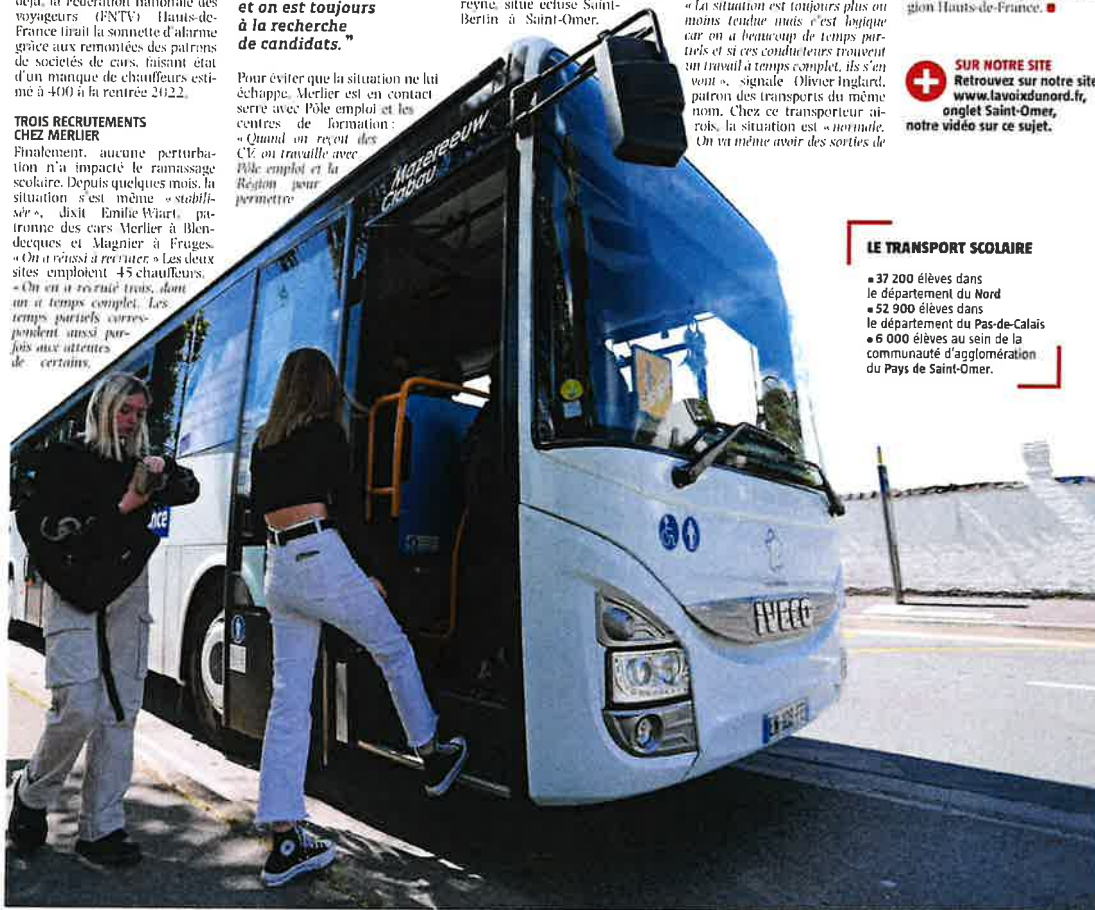 déjà, la Fédération nationale des
voyageurs (FNTV) Hauts-de-
France tirait la sonnette d'alarme
grâce aux remontées des patrons
de sociétés de cars, faisant état
d'un manque de chauffeurs esti-
mé à 400 à la rentrée 2022.
TROIS RECRUTEMENTS
CHEZ MERLIER
Finalement, aucune perturba-
tion n'a impacté le ramassage
scolaire. Depuis quelques mois, la
situation s'est même « stabili-
sée », dixit Emilie Wiart, pa-
tronne des cars Merlier à Blen-
decques et Magnier à Fruges.
« On a réussi à recruter. » Les deux
sites emploient 45 chauffeurs.
« On en a recruté trois, dont
un à temps complet. Les
temps partiels corres-
pondent aussi par-
fois aux attentes
de certains.
et on est toujours
à la recherche
de candidats. ”
Pour éviter que la situation ne lui
échappe, Merlier est en contact
serré avec Pôle emploi et les
centres de formation :
« Quand on reçoit des
CV, on travaille avec
Pôle emploi et la
Région pour
permettre
reyne, situé écluse Saint-
Bertin à Saint-Omer.
« La situation est toujours plus ou
moins tendue mais c'est logique
car on a beaucoup de temps par-
tiels et si ces conducteurs trouvent
un travail à temps complet, ils s'en
vont », signale Olivier Inglard,
patron des transports du même
nom. Chez ce transporteur ai-
rois, la situation est « normale.
On va même avoir des sorties de
gion Hauts-de-France.
SUR NOTRE SITE
Retrouvez sur notre site
www.lavoixdunord.fr,
onglet Saint-Omer,
notre vidéo sur ce sujet.
LE TRANSPORT SCOLAIRE
▪ 37 200 élèves dans
le département du Nord
▪ 52 900 élèves dans
le département du Pas-de-Calais
• 6 000 élèves au sein de la
communauté d'agglomération
du Pays de Saint-Omer.
Mazereeuw
Clabau
nce
IVECO